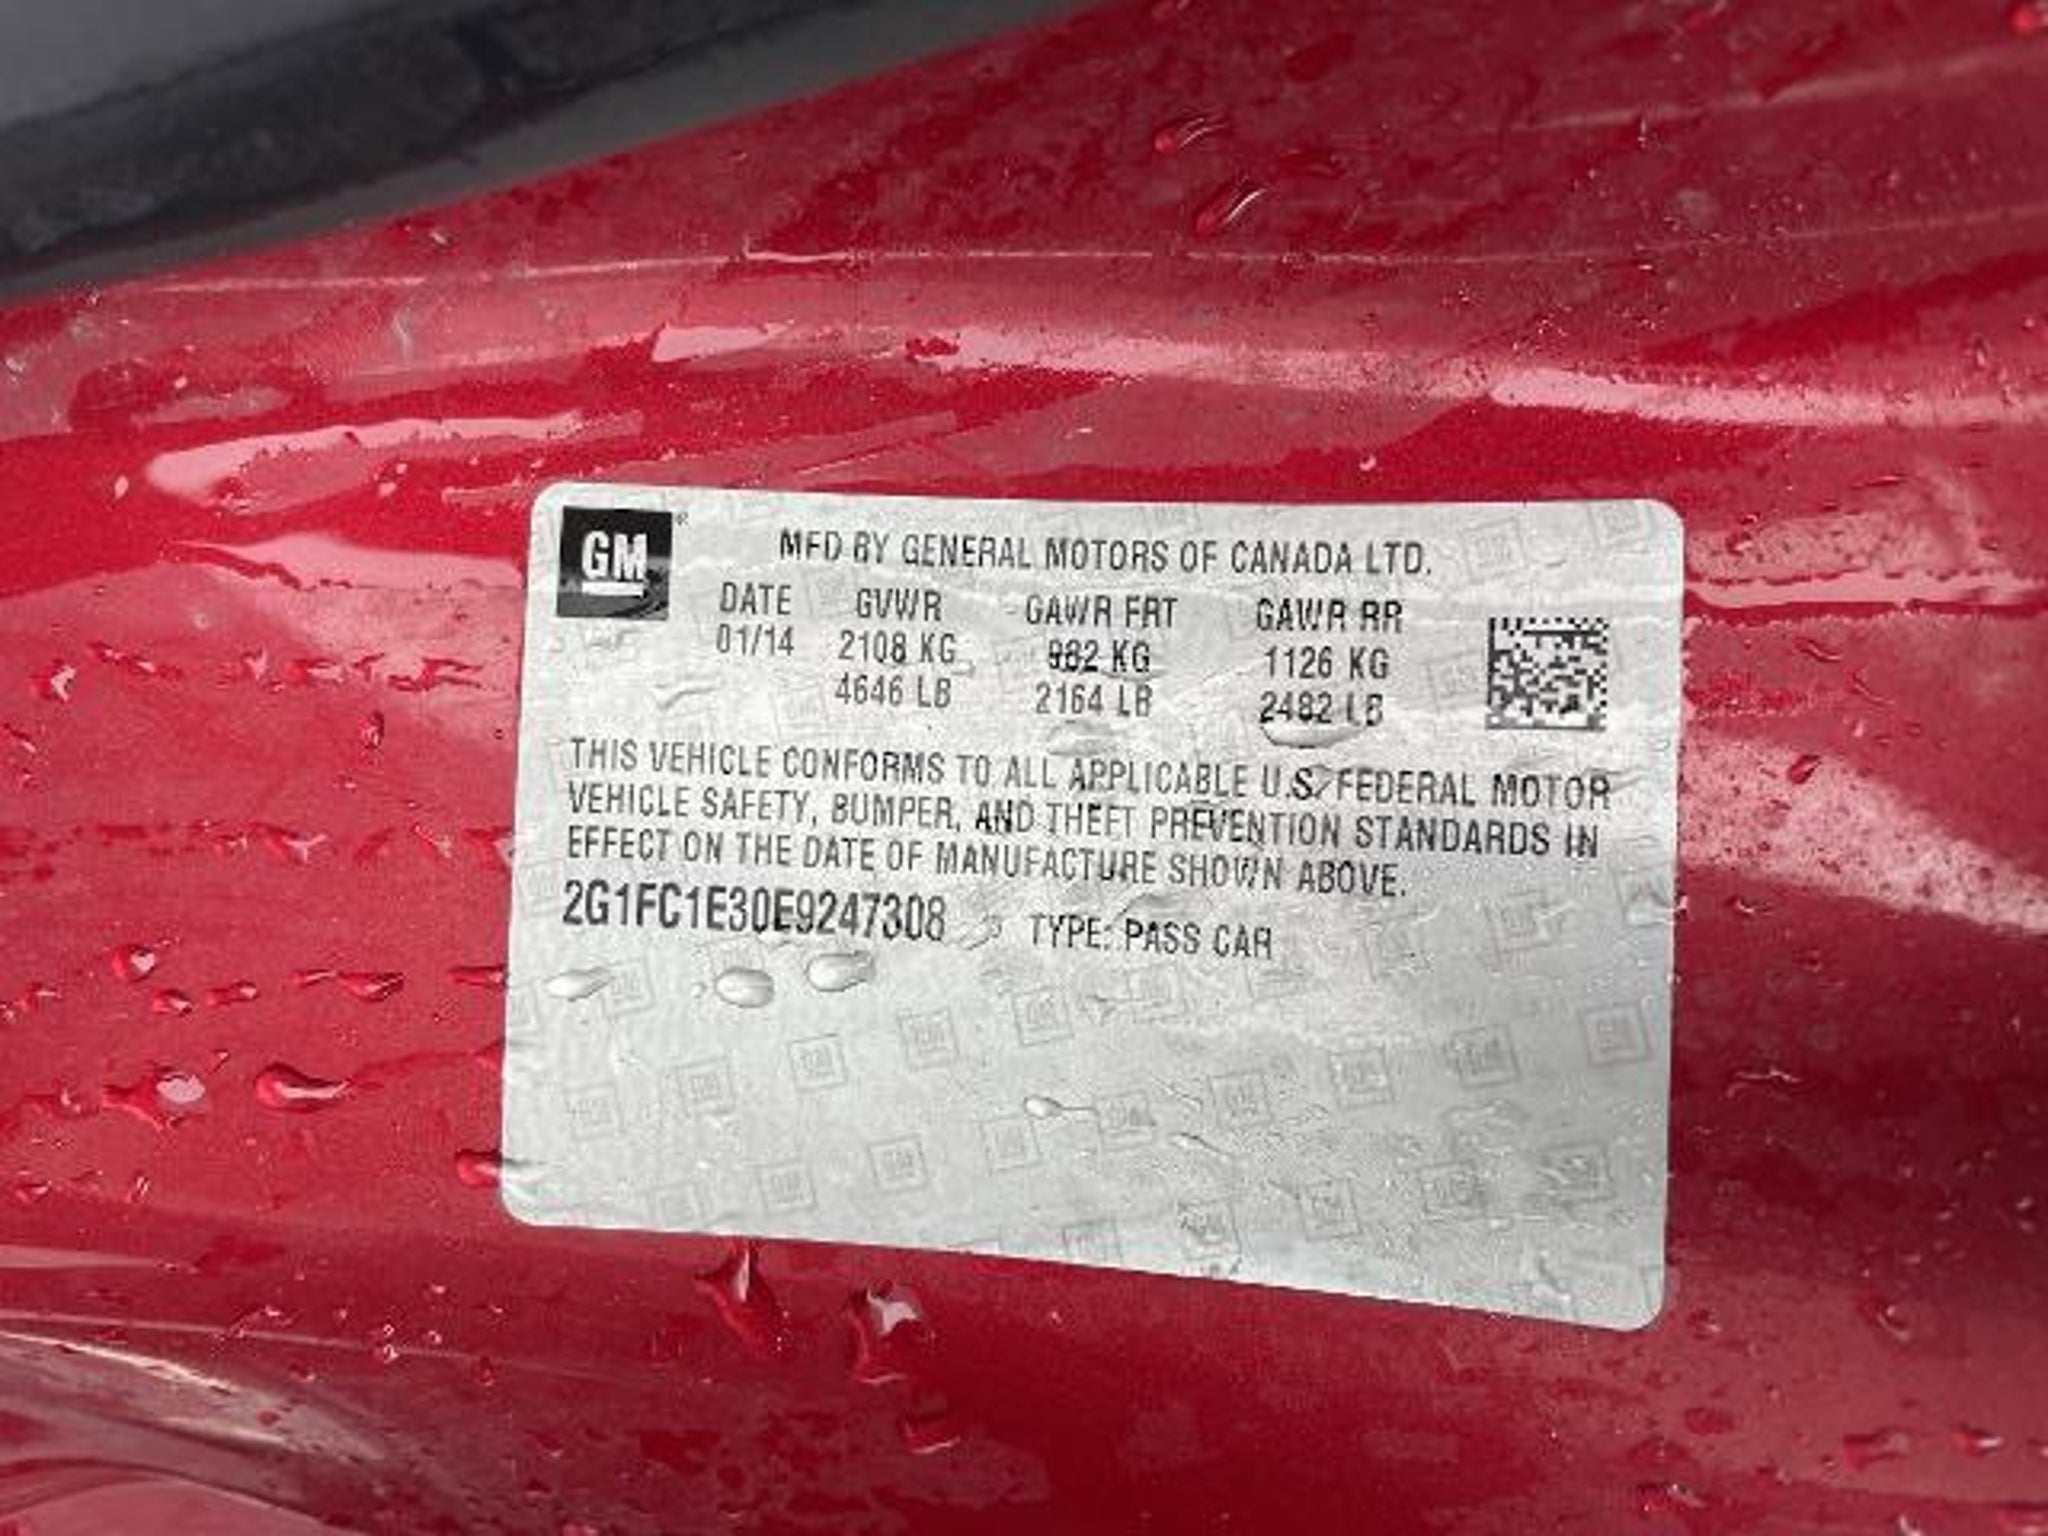 GM
MFD BY GENERAL MOTORS OF CANADA LTD.
DATE GVWR GAWR FRT GAWR RR
01/14 2108 KG 982 KG 1126 KG
4646 LB 2164 LB 2482 LB
THIS VEHICLE CONFORMS TO ALL APPLICABLE U.S. FEDERAL MOTOR
VEHICLE SAFETY, BUMPER, AND THEFT PREVENTION STANDARDS IN
EFFECT ON THE DATE OF MANUFACTURE SHOWN ABOVE.
2G1FC1E30E9247308 TYPE: PASS CAR